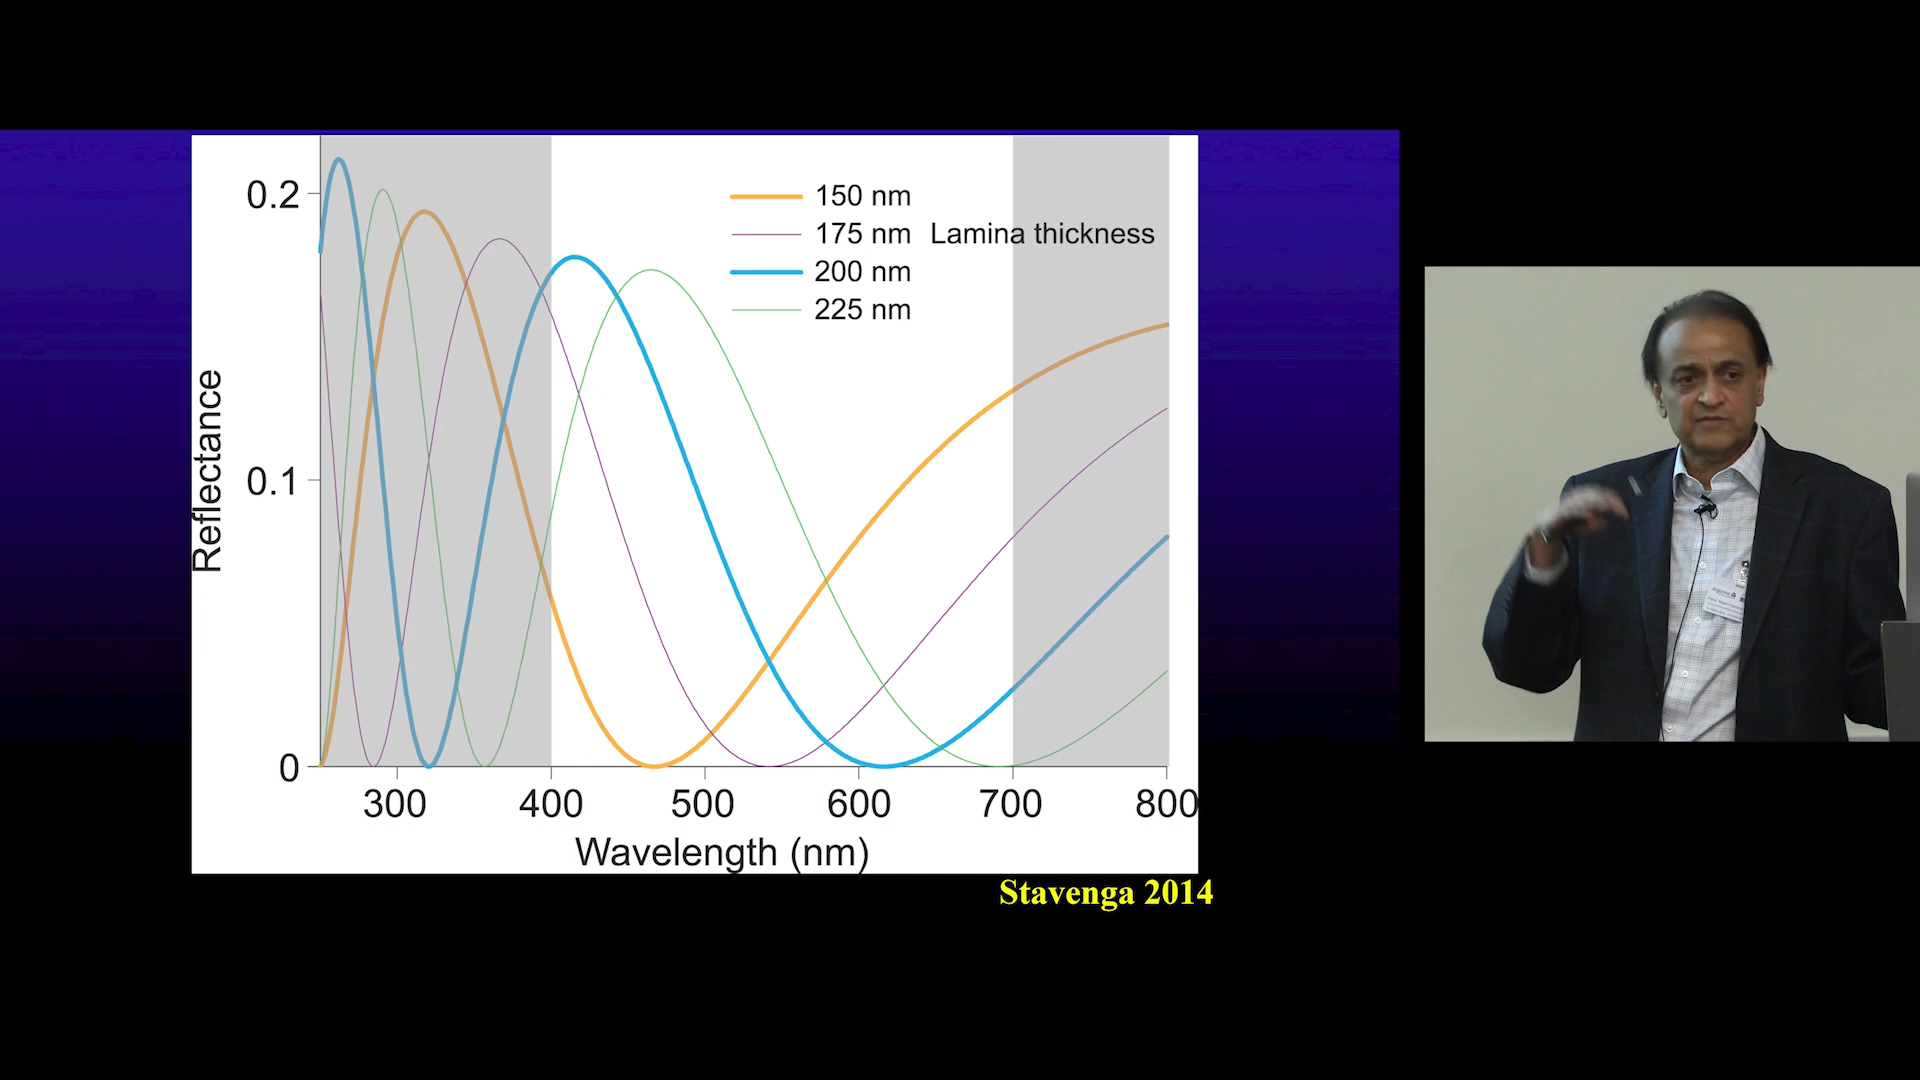 0.2
0.1
0
Reflectance
150 nm
175 nm Lamina thickness
200 nm
225 nm
300 400 500 600 700 800
Wavelength (nm)
Stavenga 2014
Argonne